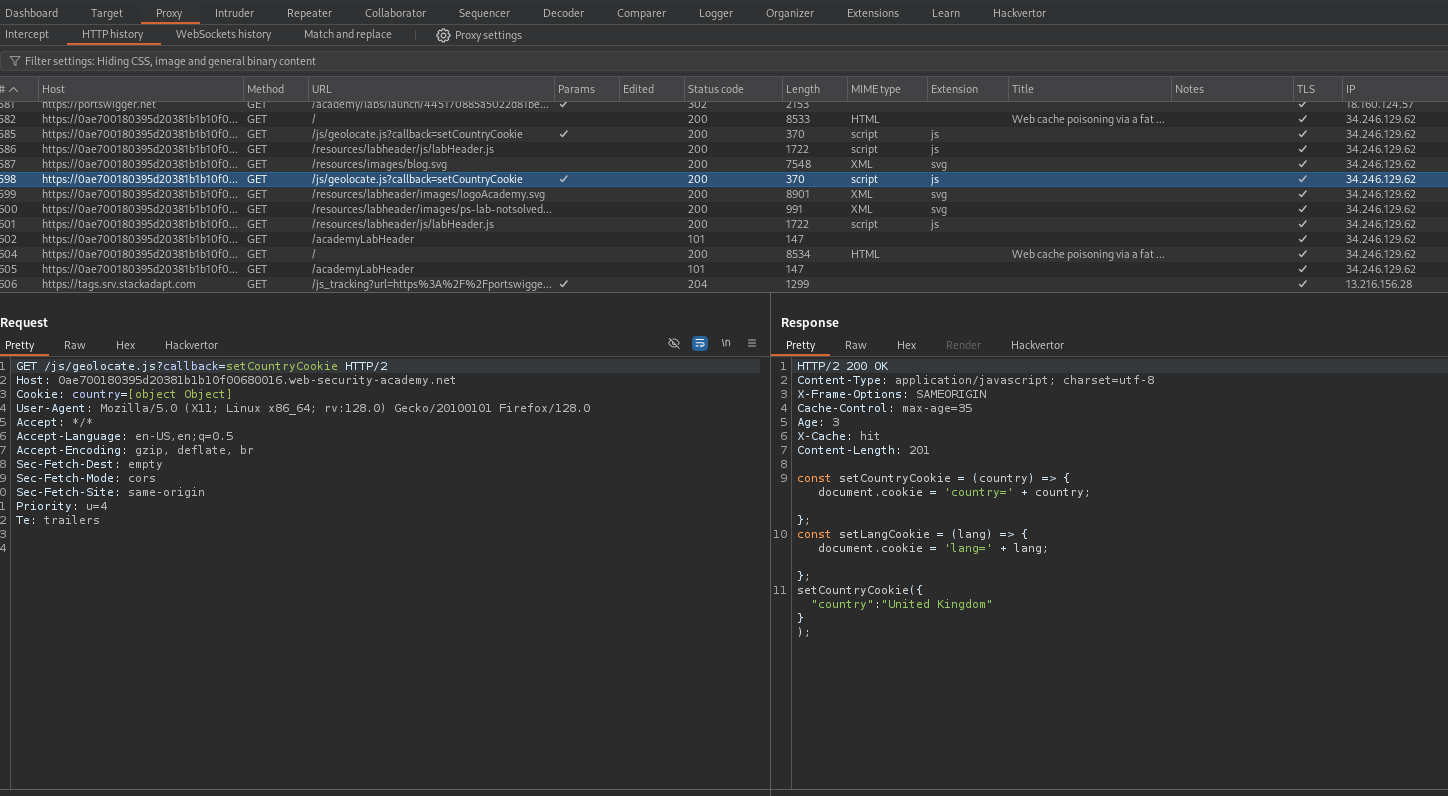 Dashboard Target Proxy Intruder Repeater Collaborator Sequencer Decoder Comparer Logger Organizer Extensions Learn Hackvertor
Intercept HTTP history WebSockets history Match and replace Proxy settings
Filter settings: Hiding CSS, image and general binary content
# Host Method URL Params Edited Status code Length MIME type Extension Title Notes TLS IP
581 https://portswigger.net GET /academy/labs/launch/445170885a5022d81be... ✓ 302 2153 ✓ 18.160.124.57
582 https://0ae700180395d20381b1b10f0... GET / 200 8533 HTML Web cache poisoning via a fat ... ✓ 34.246.129.62
585 https://0ae700180395d20381b1b10f0... GET /js/geolocate.js?callback=setCountryCookie ✓ 200 370 script js ✓ 34.246.129.62
586 https://0ae700180395d20381b1b10f0... GET /resources/labheader/js/labHeader.js 200 1722 script js ✓ 34.246.129.62
587 https://0ae700180395d20381b1b10f0... GET /resources/images/blog.svg 200 7548 XML svg ✓ 34.246.129.62
598 https://0ae700180395d20381b1b10f0... GET /js/geolocate.js?callback=setCountryCookie ✓ 200 370 script js ✓ 34.246.129.62
599 https://0ae700180395d20381b1b10f0... GET /resources/labheader/images/logoAcademy.svg 200 8901 XML svg ✓ 34.246.129.62
600 https://0ae700180395d20381b1b10f0... GET /resources/labheader/images/ps-lab-notsolved... 200 991 XML svg ✓ 34.246.129.62
601 https://0ae700180395d20381b1b10f0... GET /resources/labheader/js/labHeader.js 200 1722 script js ✓ 34.246.129.62
602 https://0ae700180395d20381b1b10f0... GET /academyLabHeader 101 147 ✓ 34.246.129.62
604 https://0ae700180395d20381b1b10f0... GET / 200 8534 HTML Web cache poisoning via a fat ... ✓ 34.246.129.62
605 https://0ae700180395d20381b1b10f0... GET /academyLabHeader 101 147 ✓ 34.246.129.62
606 https://tags.srv.stackadapt.com GET /js_tracking?url=https%3A%2F%2Fportswigge... ✓ 204 1299 ✓ 13.216.156.28
Request
Pretty Raw Hex Hackvertor \n
1 GET /js/geolocate.js?callback=setCountryCookie HTTP/2
2 Host: 0ae700180395d20381b1b10f00680016.web-security-academy.net
3 Cookie: country=[object Object]
4 User-Agent: Mozilla/5.0 (X11; Linux x86_64; rv:128.0) Gecko/20100101 Firefox/128.0
5 Accept: */*
6 Accept-Language: en-US,en;q=0.5
7 Accept-Encoding: gzip, deflate, br
8 Sec-Fetch-Dest: empty
9 Sec-Fetch-Mode: cors
0 Sec-Fetch-Site: same-origin
1 Priority: u=4
2 Te: trailers
3
4
Response
Pretty Raw Hex Render Hackvertor
1 HTTP/2 200 OK
2 Content-Type: application/javascript; charset=utf-8
3 X-Frame-Options: SAMEORIGIN
4 Cache-Control: max-age=35
5 Age: 3
6 X-Cache: hit
7 Content-Length: 201
8
9 const setCountryCookie = (country) => {
document.cookie = 'country=' + country;
};
10 const setLangCookie = (lang) => {
document.cookie = 'lang=' + lang;
};
11 setCountryCookie({
"country":"United Kingdom"
}
);